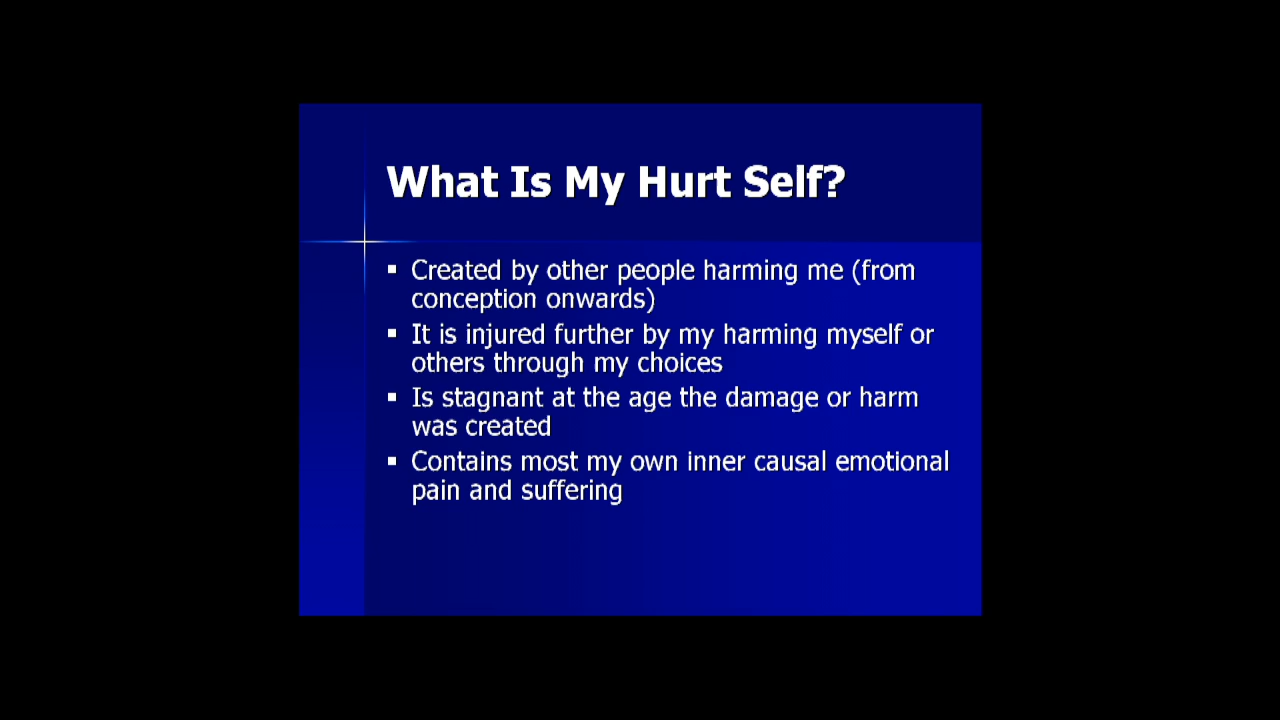 What Is My Hurt Self?
▪ Created by other people harming me (from
conception onwards)
▪ It is injured further by my harming myself or
others through my choices
▪ Is stagnant at the age the damage or harm
was created
▪ Contains most my own inner causal emotional
pain and suffering